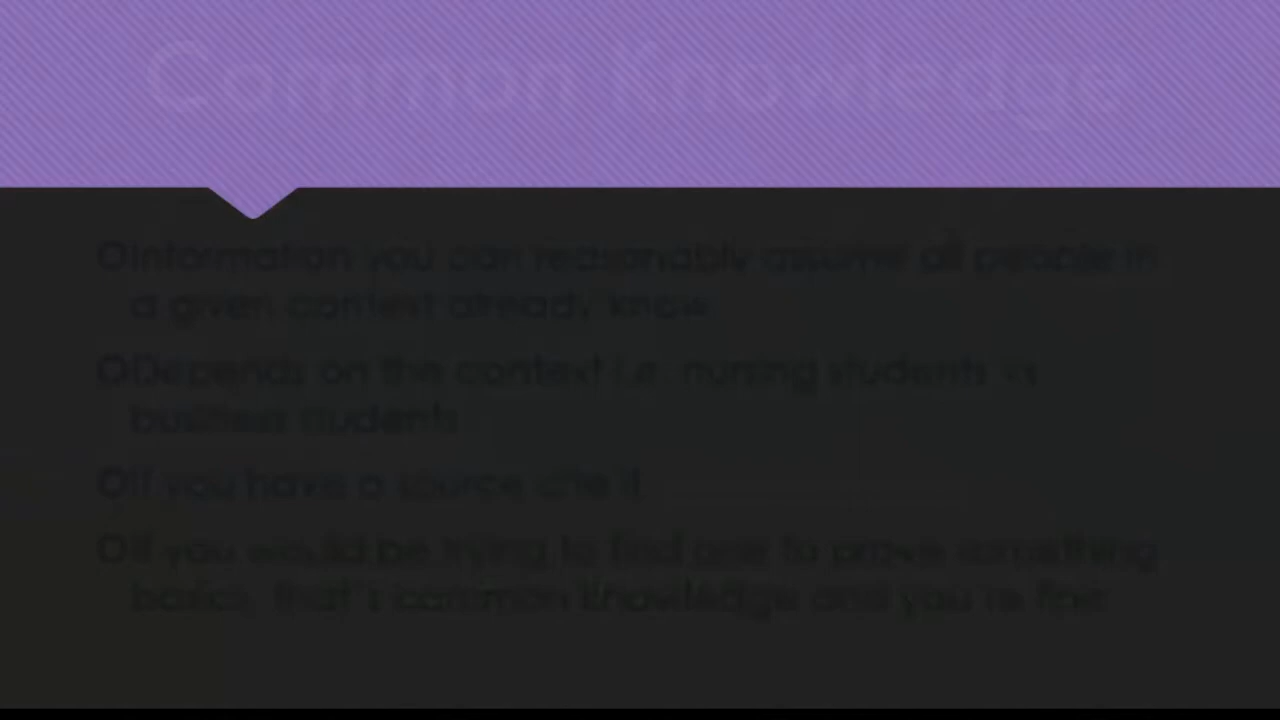 Common Knowledge
Information you can reasonably assume all people in
a given context already know
Depends on the context i.e. nursing students vs
business students
If you have a source cite it
If you would be trying to find one to prove something
basics, that's common knowledge and you're fine